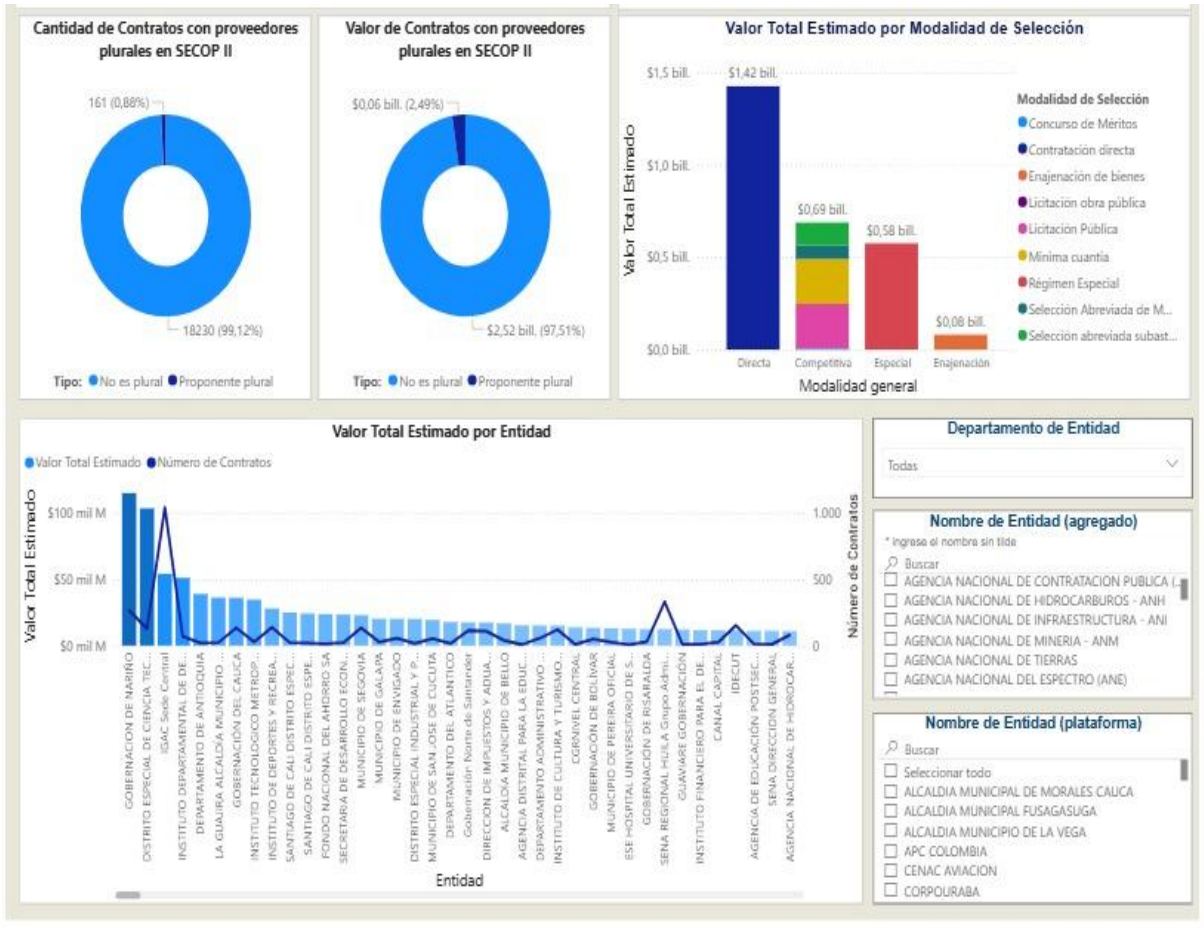 Cantidad de Contratos con proveedores
plurales en SECOP II
161 (0,88%)
18230 (99,12%)
Tipo: No es plural Proponente plural
Valor de Contratos con proveedores
plurales en SECOP II
$0,06 bill. (2,49%)
$2,52 bill. (97,51%)
Tipo: No es plural Proponente plural
Valor Total Estimado por Modalidad de Selección
Valor Total Estimado
$1,5 bill.
$1,0 bill.
$0,5 bill.
$0,0 bill.
$1,42 bill.
$0,69 bill.
$0,58 bill.
$0,08 bill.
Directa
Competitiva
Especial
Enajenación
Modalidad general
Modalidad de Selección
Concurso de Méritos
Contratación directa
Enajenación de bienes
Licitación obra pública
Licitación Pública
Mínima cuantía
Régimen Especial
Selección Abreviada de M...
Selección abreviada subast...
Valor Total Estimado por Entidad
Valor Total Estimado Número de Contratos
Valor Total Estimado
$100 mil M
$50 mil M
$0 mil M
1.000
500
0
Número de Contratos
GOBERNACION DE NARIÑO
DISTRITO ESPECIAL DE CIENCIA TEC...
IGAC Sede Central
INSTITUTO DEPARTAMENTAL DE DE...
DEPARTAMENTO DE ANTIOQUIA
LA GUAJIRA ALCALDÍA MUNICIPIO ...
GOBERNACIÓN DEL CAUCA
INSTITUTO TECNOLOGICO METROP...
INSTITUTO DE DEPORTES Y RECREA...
SANTIAGO DE CALI DISTRITO ESPEC...
SANTIAGO DE CALI DISTRITO ESPE...
FONDO NACIONAL DEL AHORRO SA
SECRETARIA DE DESARROLLO ECON...
MUNICIPIO DE SEGOVIA
MUNICIPIO DE GALAPA
MUNICIPIO DE ENVIGADO
DISTRITO ESPECIAL INDUSTRIAL Y P...
MUNICIPIO DE SAN JOSE DE CUCUTA
DEPARTAMENTO DEL ATLANTICO
Gobernación Norte de Santander
DIRECCION DE IMPUESTOS Y ADUA...
ALCALDIA MUNICIPIO DE BELLO
AGENCIA DISTRITAL PARA LA EDUC...
DEPARTAMENTO ADMINISTRATIVO ...
INSTITUTO DE CULTURA Y TURISMO...
CGRNIVEL CENTRAL
GOBERNACIÓN DE BOLÍVAR
MUNICIPIO DE PEREIRA OFICIAL
ESE HOSPITAL UNIVERSITARIO DE S...
GOBERNACIÓN DE RISARALDA
SENA REGIONAL HUILA Grupo Admi...
GUAVIARE GOBERNACIÓN
INSTITUTO FINANCIERO PARA EL DE...
CANAL CAPITAL
IDECUT
AGENCIA DE EDUCACIÓN POSTSEC...
SENA DIRECCION GENERAL
AGENCIA NACIONAL DE HIDROCAR...
Entidad
Departamento de Entidad
Todas
Nombre de Entidad (agregado)
* ingrese el nombre sin tilde
Buscar
AGENCIA NACIONAL DE CONTRATACION PUBLICA (...
AGENCIA NACIONAL DE HIDROCARBUROS - ANH
AGENCIA NACIONAL DE INFRAESTRUCTURA - ANI
AGENCIA NACIONAL DE MINERIA - ANM
AGENCIA NACIONAL DE TIERRAS
AGENCIA NACIONAL DEL ESPECTRO (ANE)
Nombre de Entidad (plataforma)
Buscar
Seleccionar todo
ALCALDIA MUNICIPAL DE MORALES CAUCA
ALCALDIA MUNICIPAL FUSAGASUGA
ALCALDIA MUNICIPIO DE LA VEGA
APC COLOMBIA
CENAC AVIACION
CORPOURABA